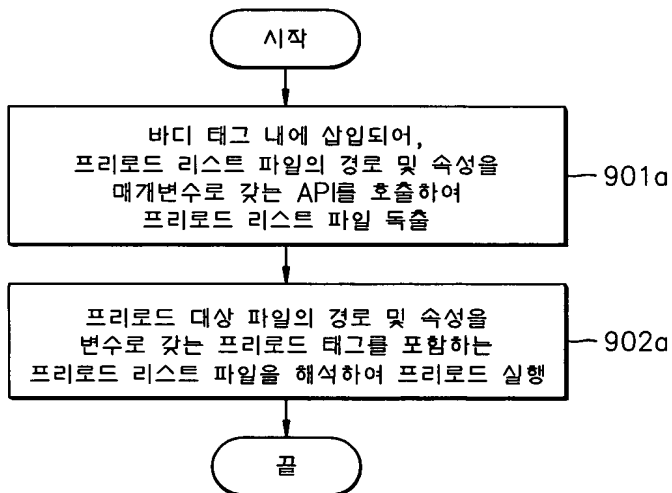 시작
바디 태그 내에 삽입되어,
프리로드 리스트 파일의 경로 및 속성을
매개변수로 갖는 API를 호출하여
프리로드 리스트 파일 독출
901a
프리로드 대상 파일의 경로 및 속성을
변수로 갖는 프리로드 태그를 포함하는
프리로드 리스트 파일을 해석하여 프리로드 실행
902a
끝